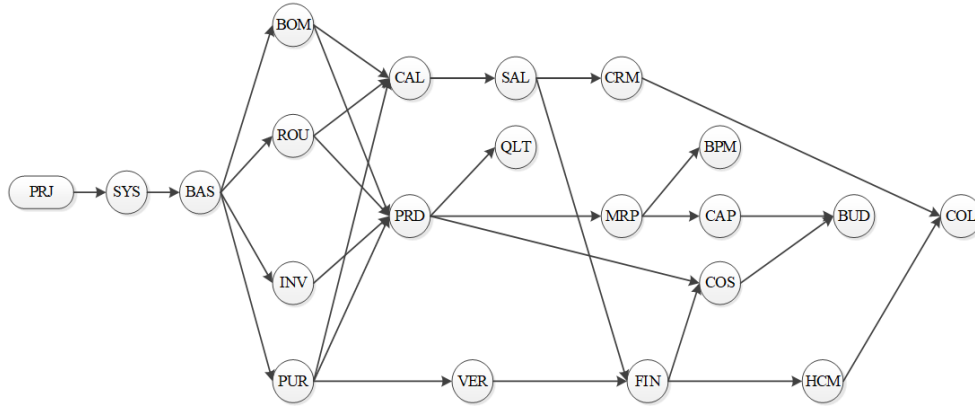 BOM
CAL
SAL
CRM
ROU
QLT
BPM
PRJ
SYS
BAS
PRD
MRP
CAP
BUD
COL
INV
COS
PUR
VER
FIN
HCM